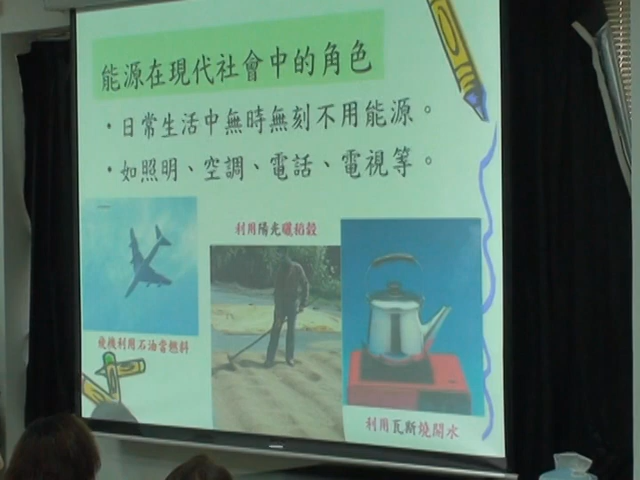 能源在現代社會中的角色
・日常生活中無時無刻不用能源。
・如照明、空調、電話、電視等。
利用陽光曬稻穀
飛機利用石油當燃料
利用瓦斯燒開水